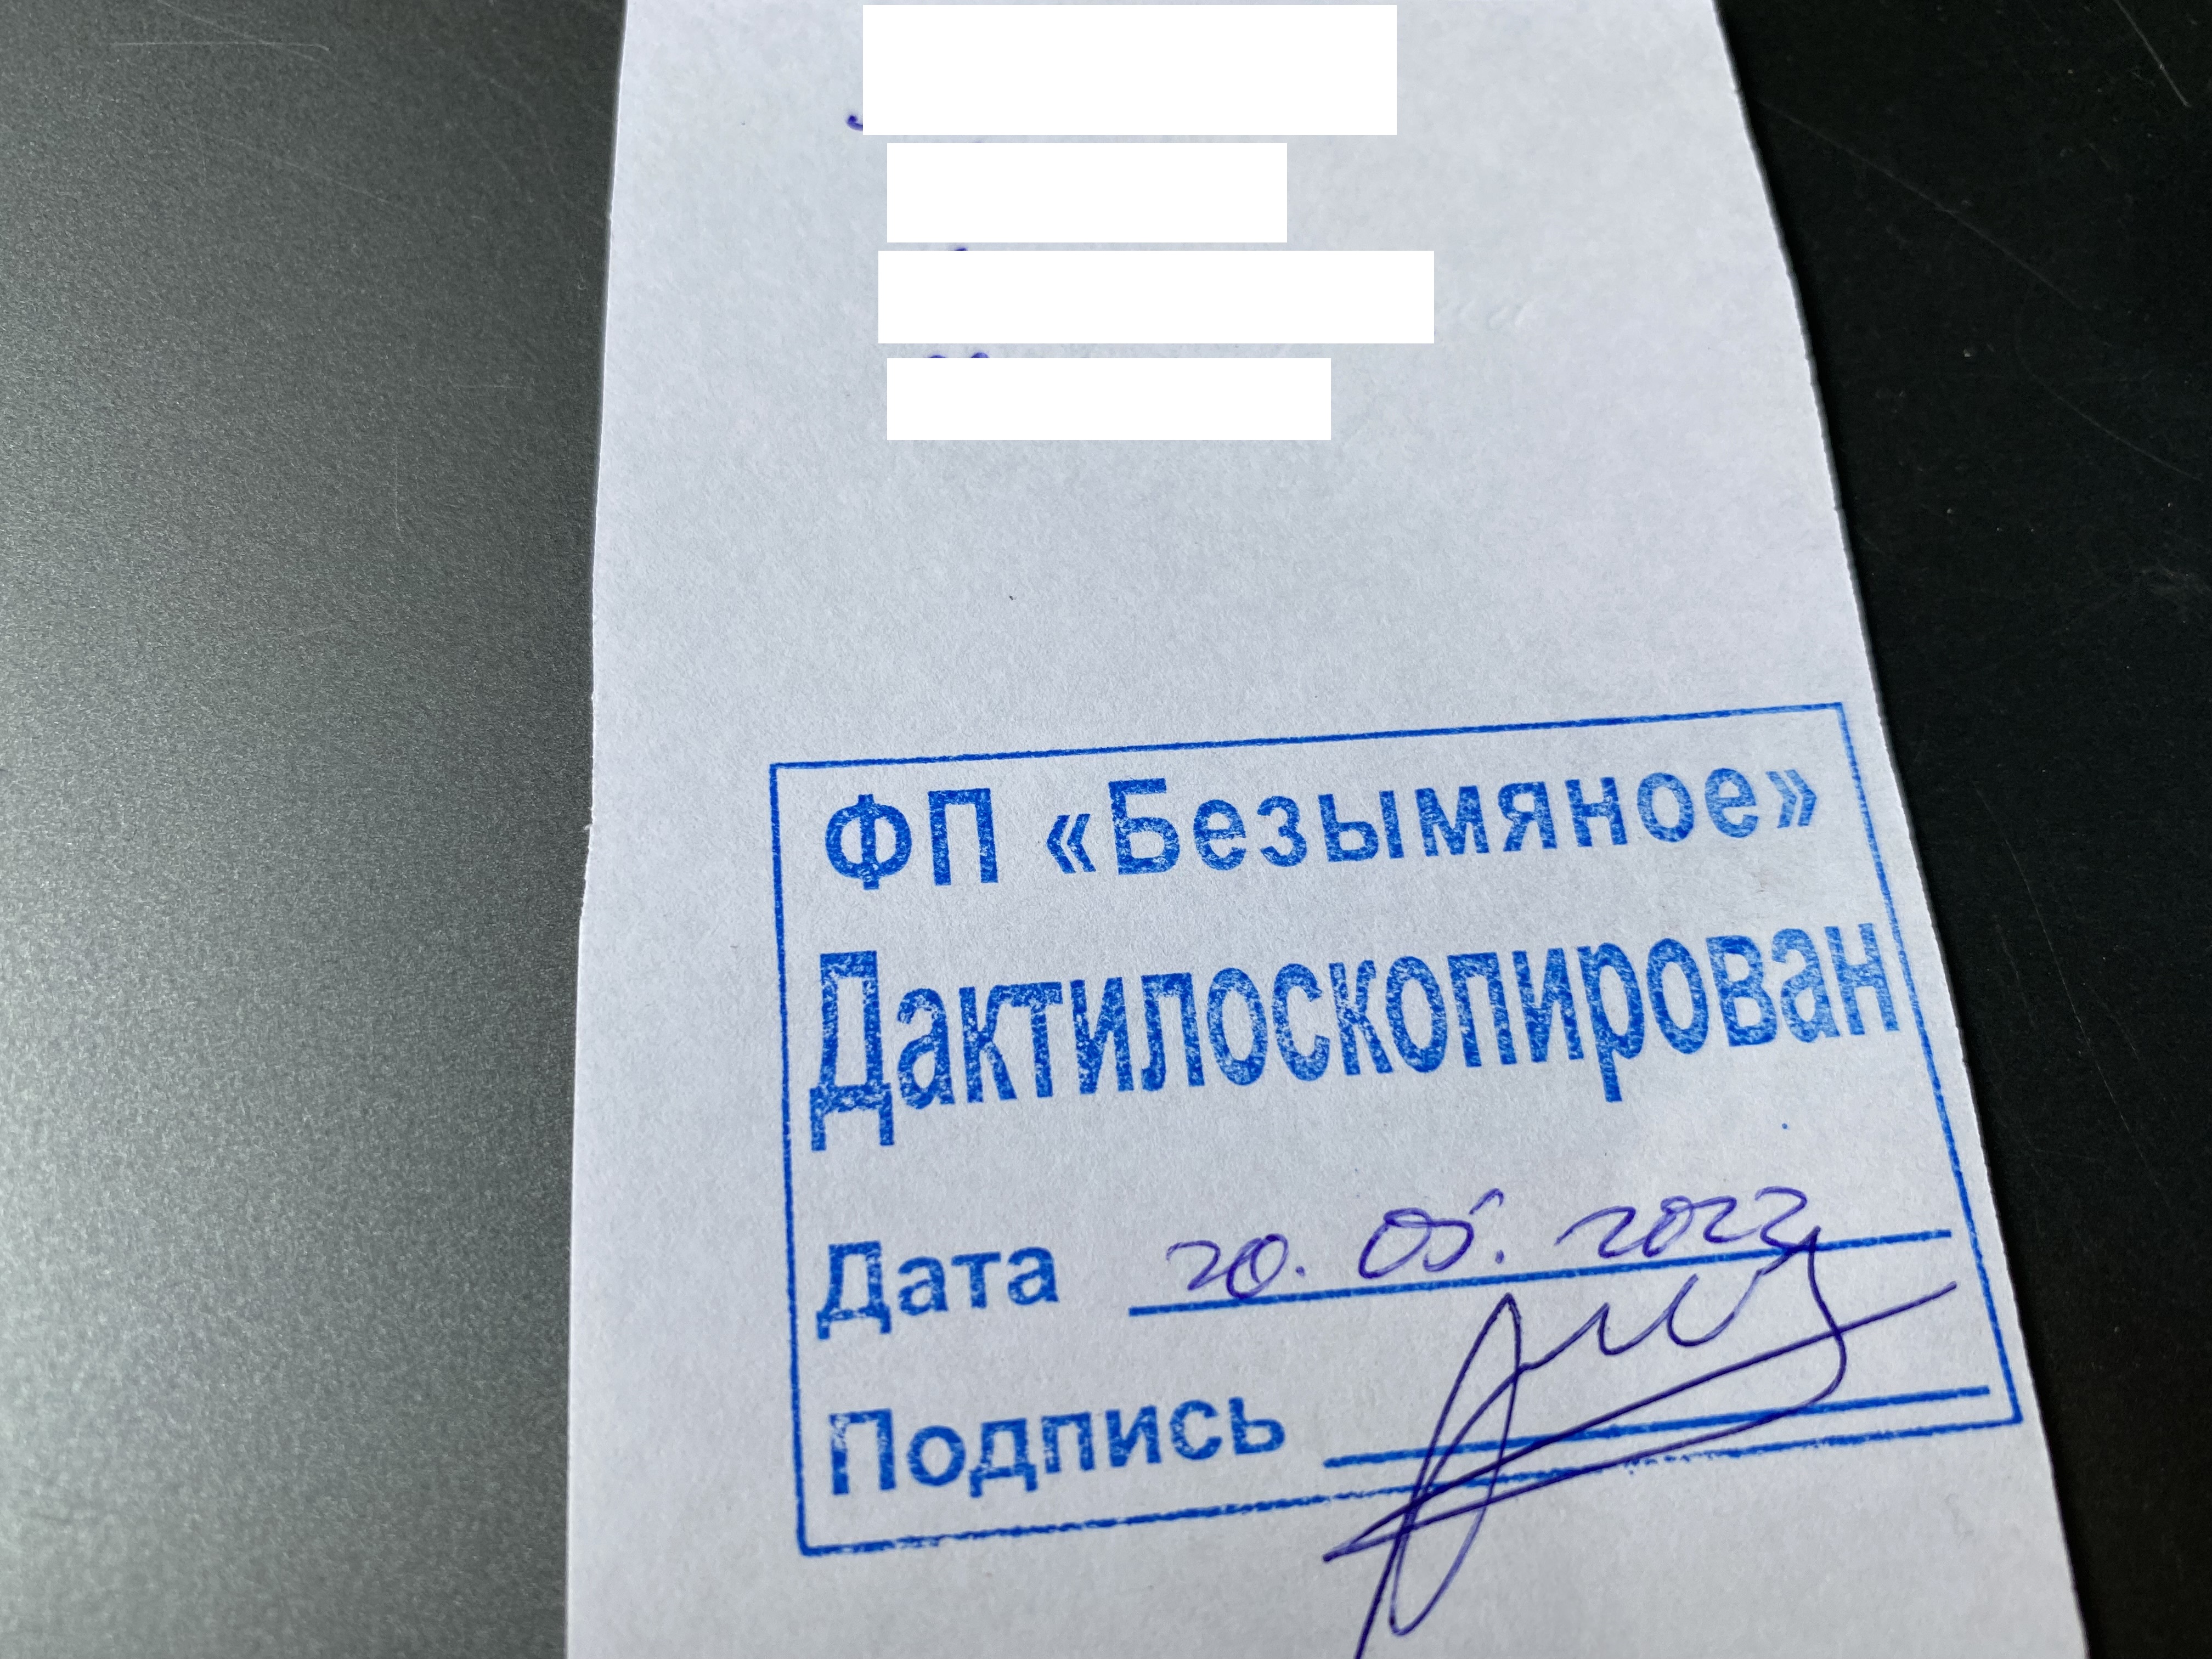 ФП «Безымяное»
Дактилоскопирован
Дата 20. 05. 2022
Подпись